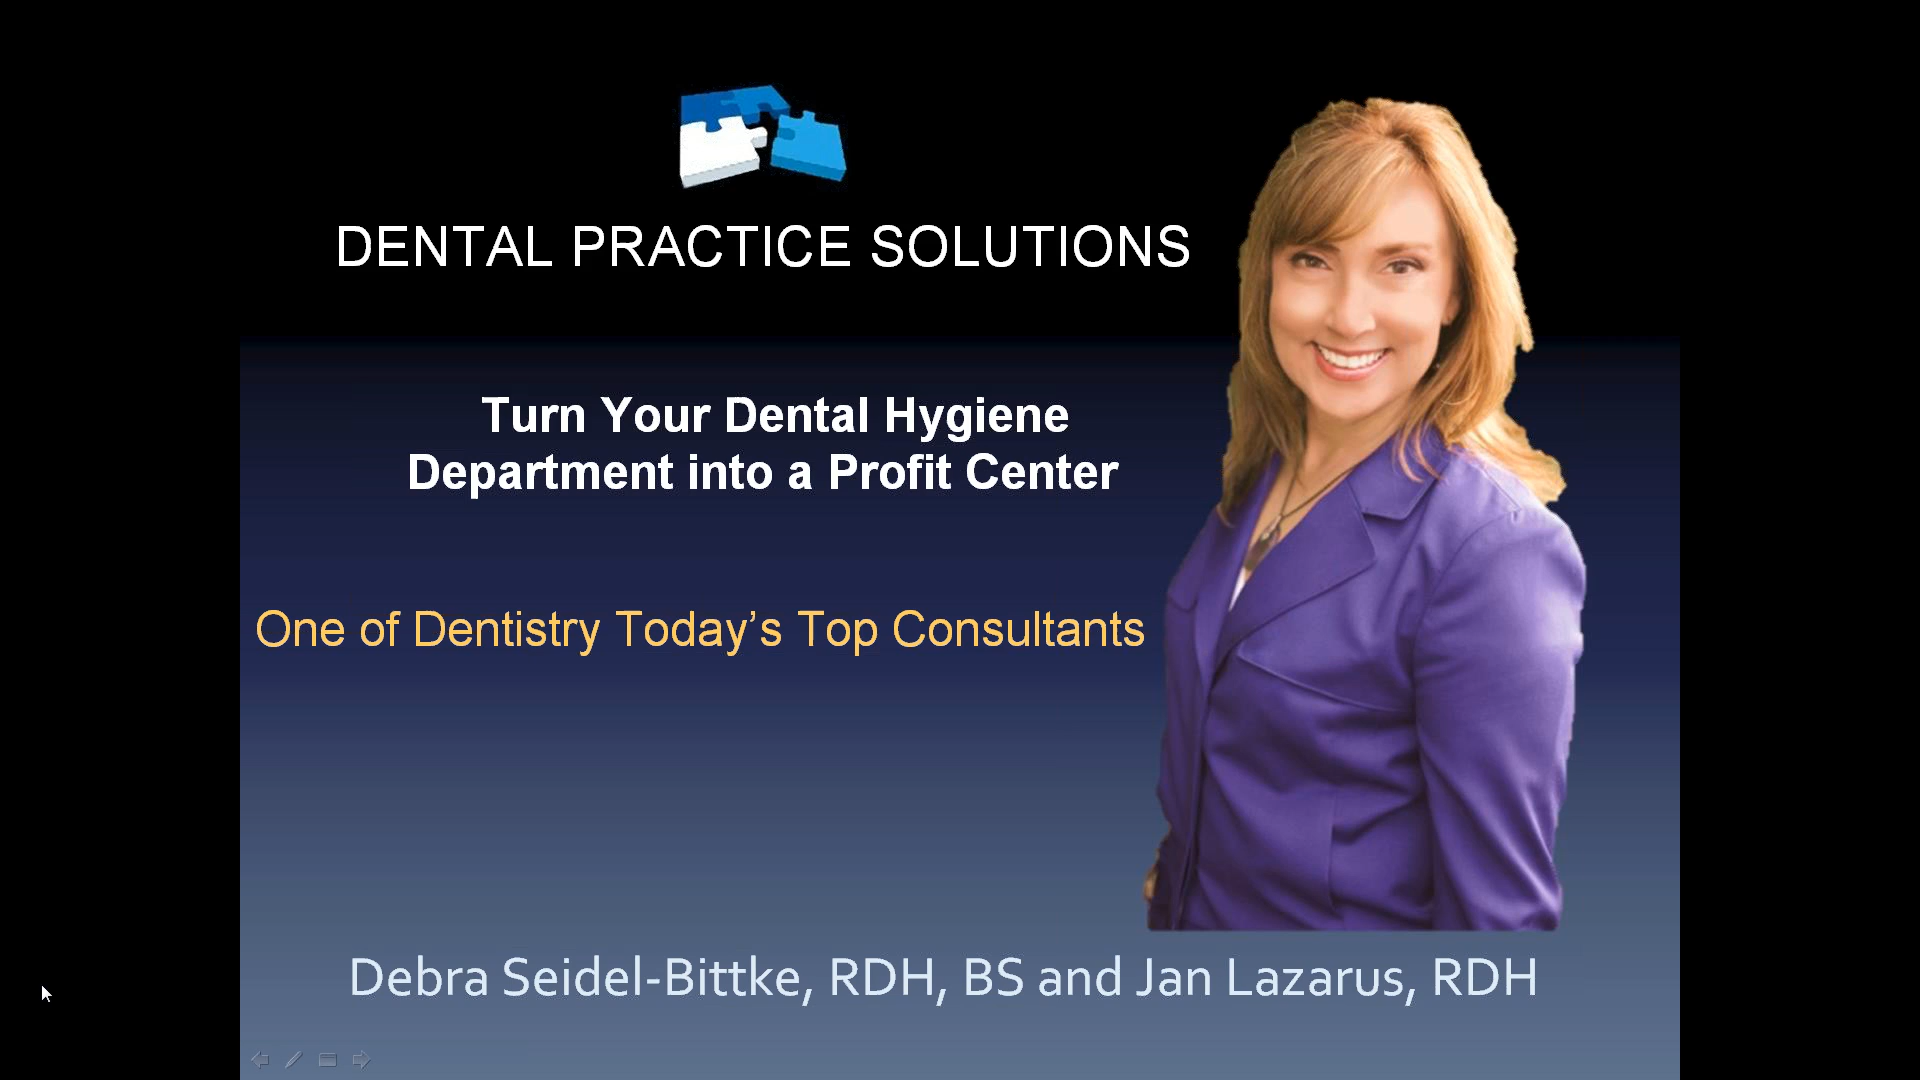 DENTAL PRACTICE SOLUTIONS
Turn Your Dental Hygiene
Department into a Profit Center
One of Dentistry Today’s Top Consultants
Debra Seidel-Bittke, RDH, BS and Jan Lazarus, RDH